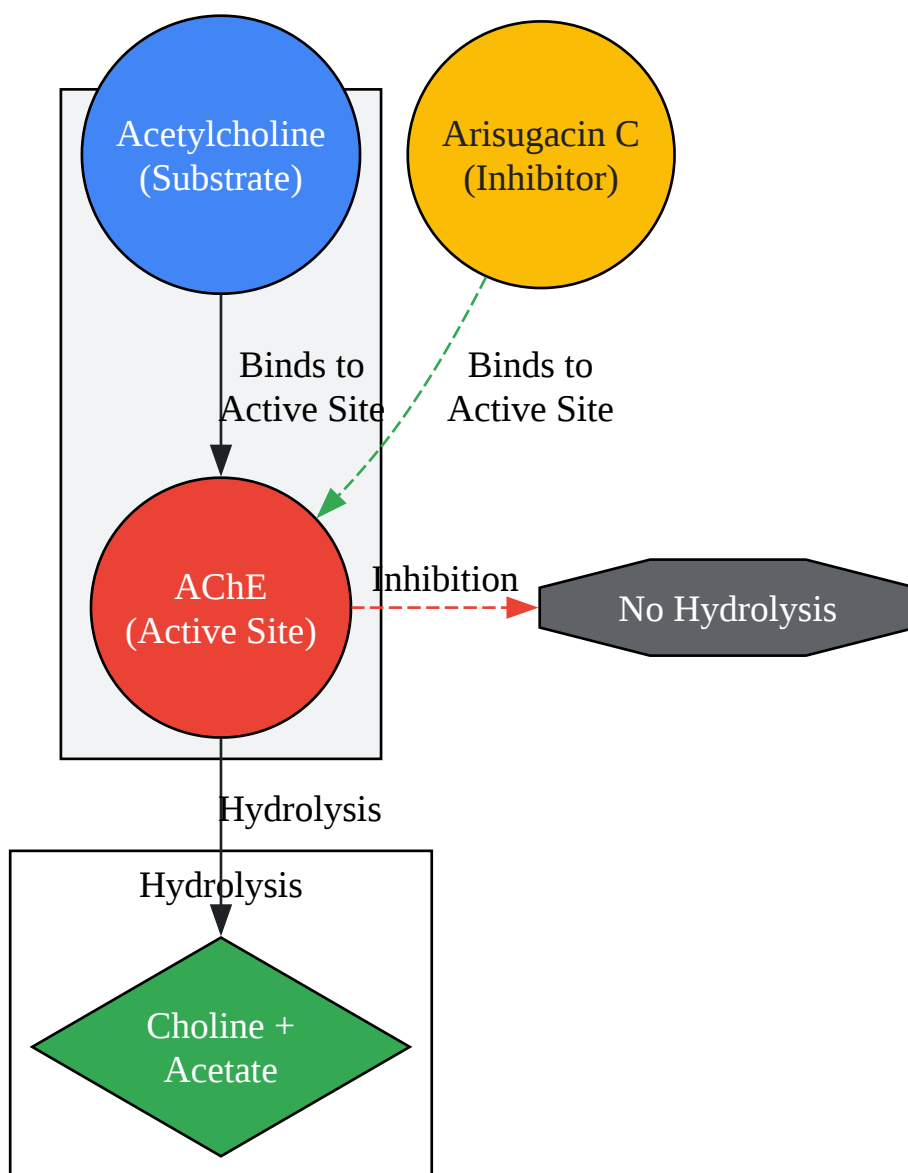 Acetylcholine
(Substrate)
Arisugacin C
(Inhibitor)
Binds to
Active Site
Binds to
Active Site
AChE
(Active Site)
Inhibition
No Hydrolysis
Hydrolysis
Hydrolysis
Choline +
Acetate